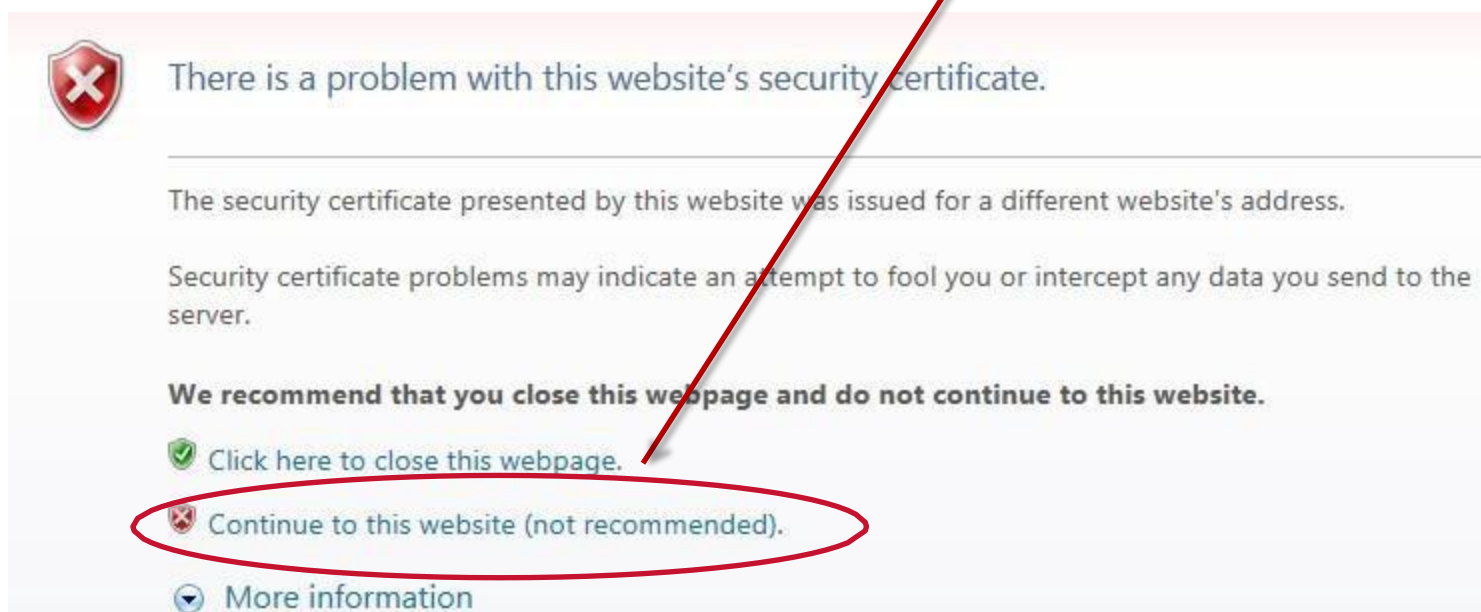 There is a problem with this website's security certificate.
The security certificate presented by this website was issued for a different website's address.
Security certificate problems may indicate an attempt to fool you or intercept any data you send to the
server.
We recommend that you close this webpage and do not continue to this website.
Click here to close this webpage.
Continue to this website (not recommended).
More information